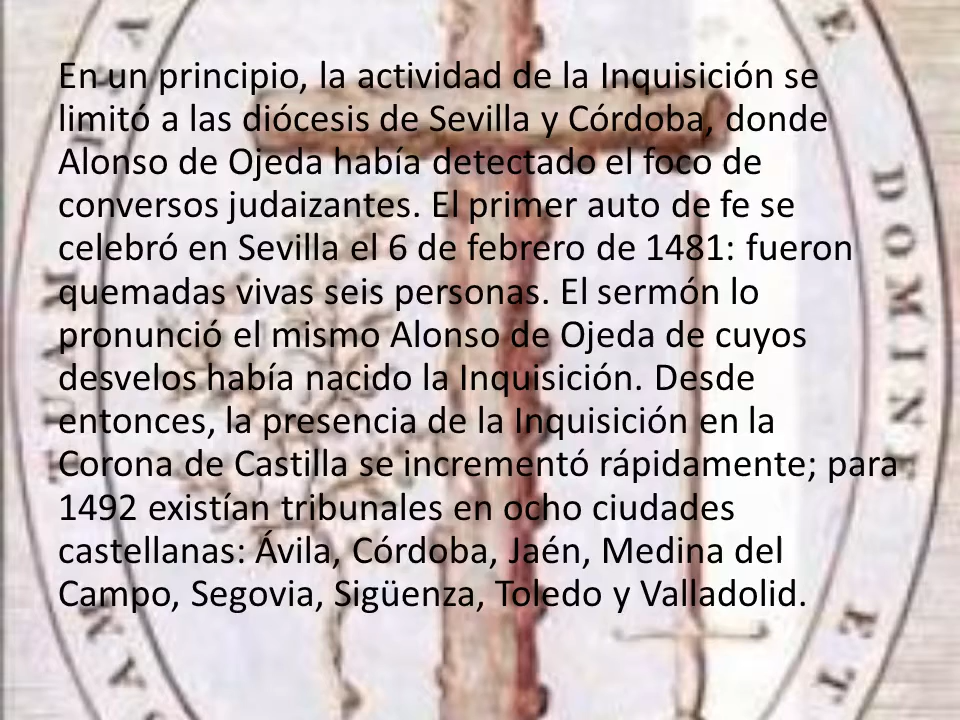 En un principio, la actividad de la Inquisición se
limitó a las diócesis de Sevilla y Córdoba, donde
Alonso de Ojeda había detectado el foco de
conversos judaizantes. El primer auto de fe se
celebró en Sevilla el 6 de febrero de 1481: fueron
quemadas vivas seis personas. El sermón lo
pronunció el mismo Alonso de Ojeda de cuyos
desvelos había nacido la Inquisición. Desde
entonces, la presencia de la Inquisición en la
Corona de Castilla se incrementó rápidamente; para
1492 existían tribunales en ocho ciudades
castellanas: Ávila, Córdoba, Jaén, Medina del
Campo, Segovia, Sigüenza, Toledo y Valladolid.
DOMINE
ET